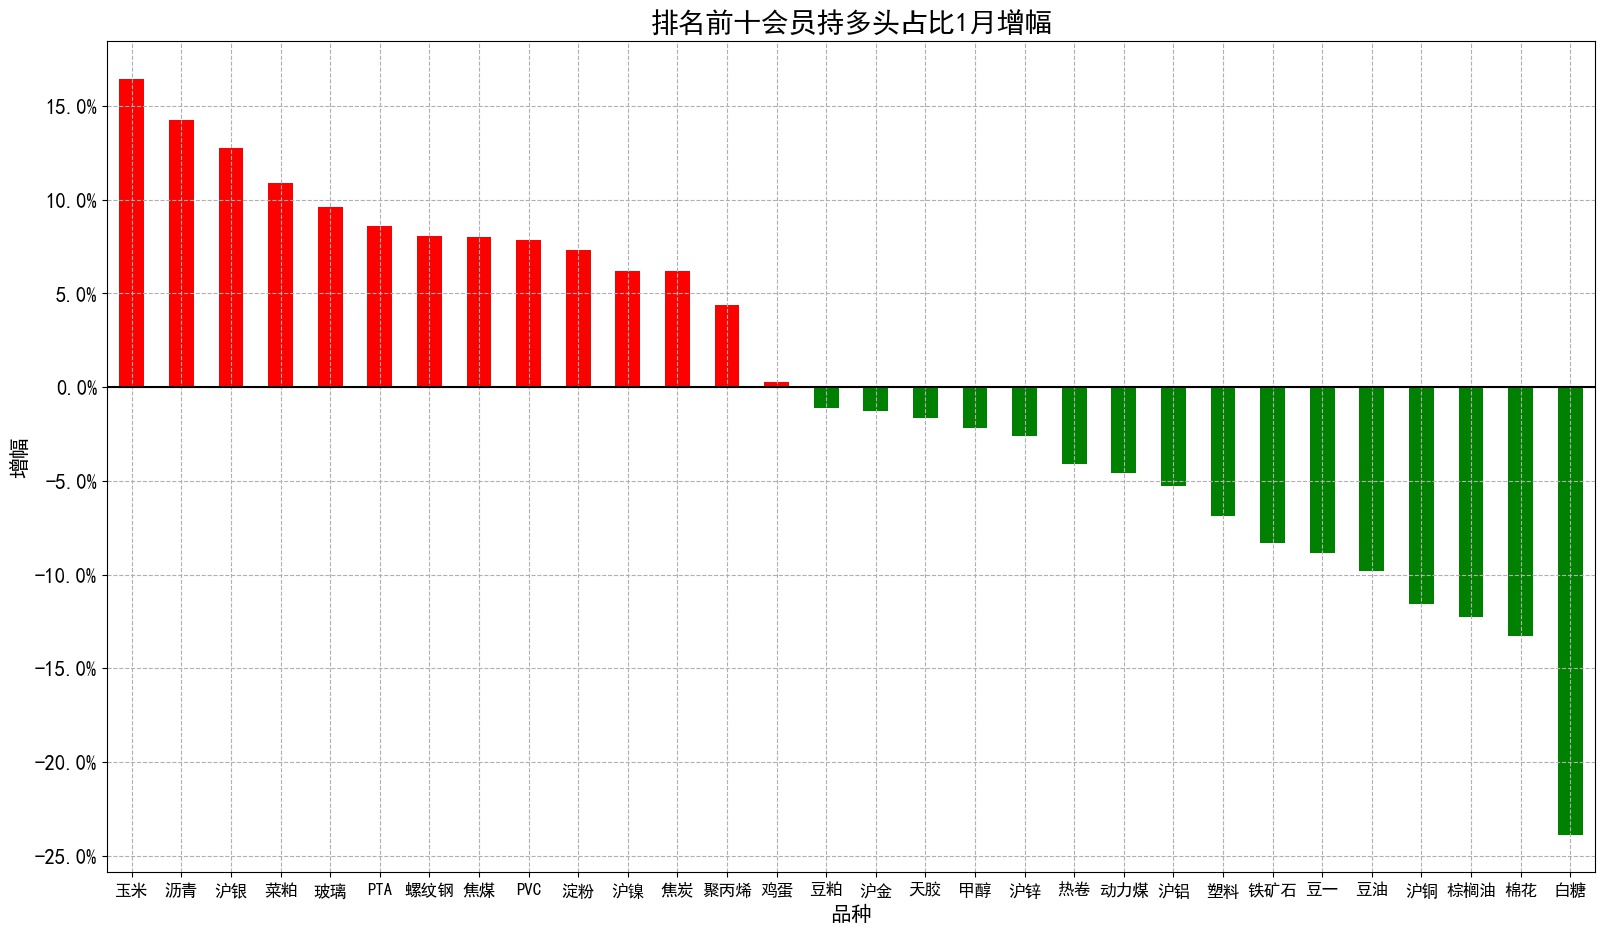 排名前十会员持多头占比1月增幅
15.0%
10.0%
5.0%
0.0%
-5.0%
-10.0%
-15.0%
-20.0%
-25.0%
增幅
玉米 沥青 沪银 菜粕 玻璃 PTA 螺纹钢 焦煤 PVC 淀粉 沪镍 焦炭 聚丙烯 鸡蛋 豆粕 沪金 天胶 甲醇 沪锌 热卷 动力煤 沪铝 塑料 铁矿石 豆一 豆油 沪铜 棕榈油 棉花 白糖
品种